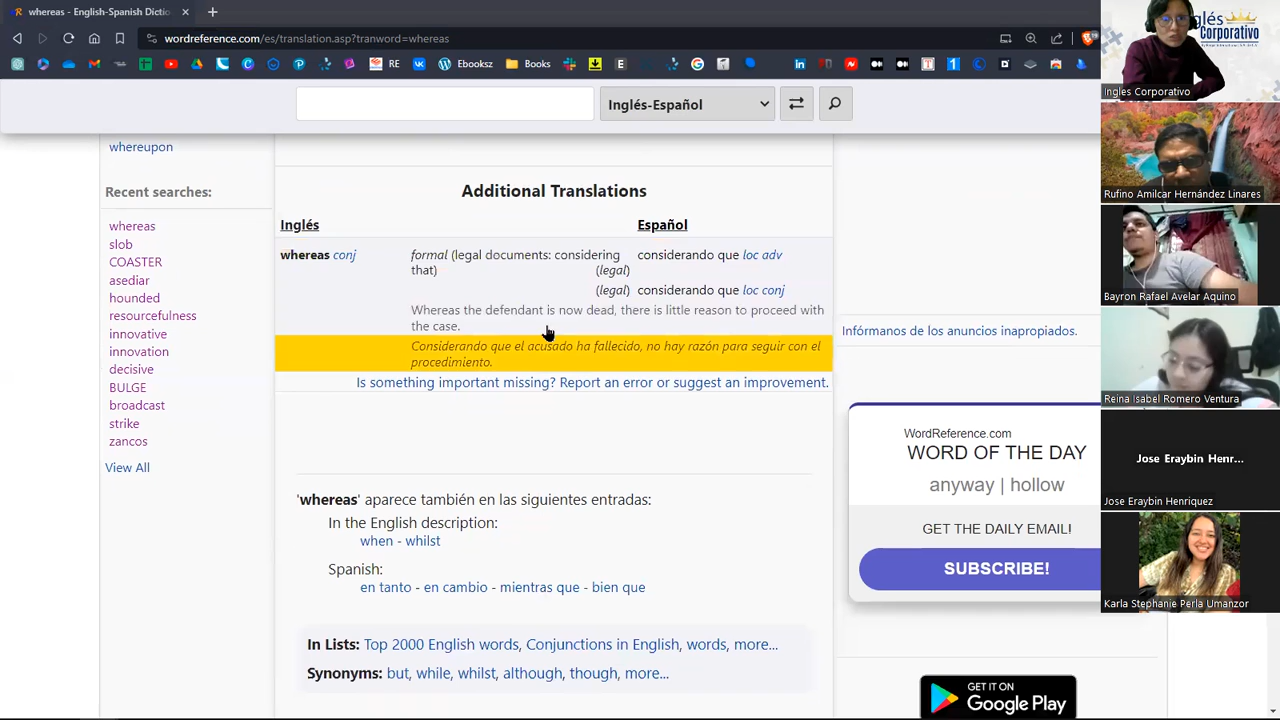 whereas - English-Spanish Dictio
wordreference.com/es/translation.asp?tranword=whereas
RE
Ebooksz
Books
Inglés-Español
whereupon
Recent searches:
whereas
slob
COASTER
asediar
hounded
resourcefulness
innovative
innovation
decisive
BULGE
broadcast
strike
zancos
View All
Additional Translations
Inglés
Español
whereas conj
formal (legal documents: considering that)
(legal)
considerando que loc adv
(legal)
considerando que loc conj
Whereas the defendant is now dead, there is little reason to proceed with
the case.
Considerando que el acusado ha fallecido, no hay razón para seguir con el
procedimiento.
Is something important missing? Report an error or suggest an improvement.
'whereas' aparece también en las siguientes entradas:
In the English description:
when - whilst
Spanish:
en tanto - en cambio - mientras que - bien que
In Lists: Top 2000 English words, Conjunctions in English, words, more...
Synonyms: but, while, whilst, although, though, more...
Infórmanos de los anuncios inapropiados.
WordReference.com
WORD OF THE DAY
anyway | hollow
GET THE DAILY EMAIL!
SUBSCRIBE!
GET IT ON
Google Play
Corporativo
Ingles Corporativo
Rufino Amilcar Hernández Linares
Bayron Rafael Avelar Aquino
Reina Isabel Romero Ventura
Jose Eraybin Henr...
Jose Eraybin Henriquez
Karla Stephanie Perla Umanzor